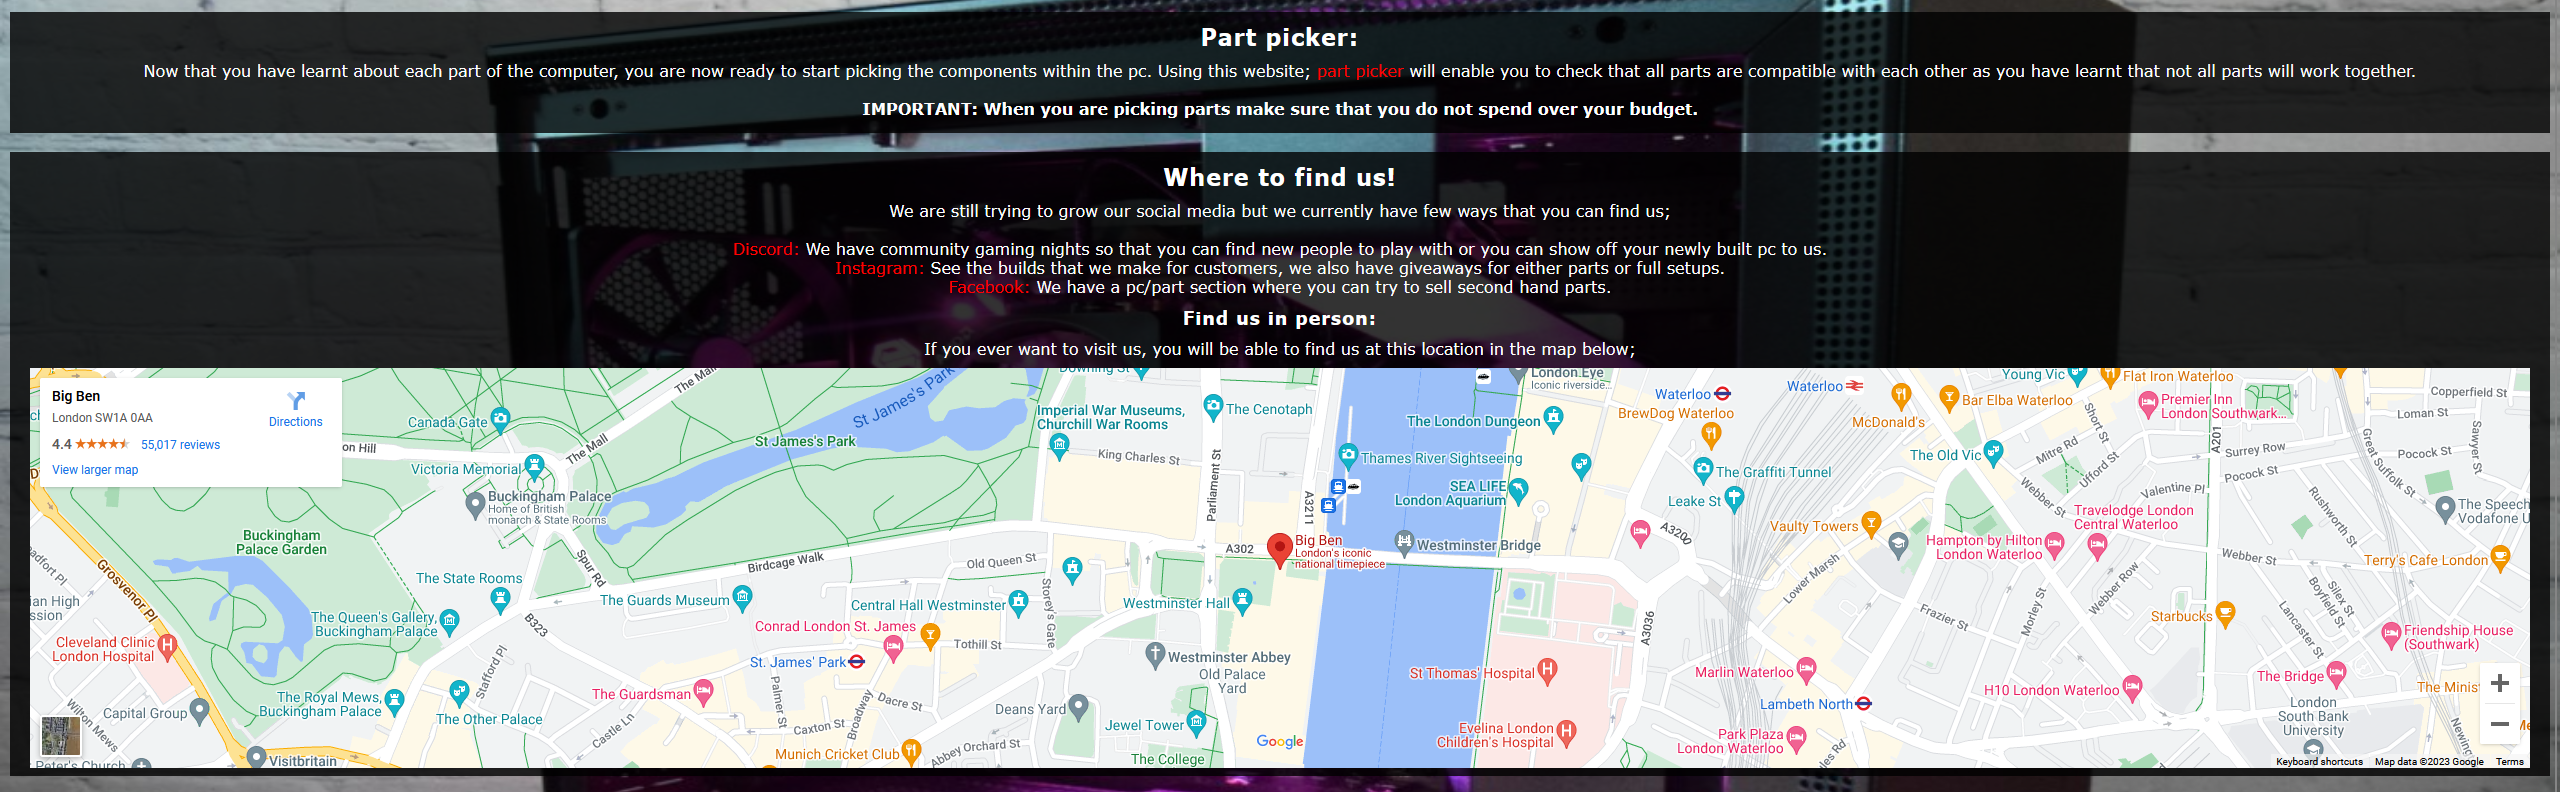 Part picker:
Now that you have learnt about each part of the computer, you are now ready to start picking the components within the pc. Using this website; part picker will enable you to check that all parts are compatible with each other as you have learnt that not all parts will work together.
IMPORTANT: When you are picking parts make sure that you do not spend over your budget.
Where to find us!
We are still trying to grow our social media but we currently have few ways that you can find us;
Discord: We have community gaming nights so that you can find new people to play with or you can show off your newly built pc to us.
Instagram: See the builds that we make for customers, we also have giveaways for either parts or full setups.
Facebook: We have a pc/part section where you can try to sell second hand parts.
Find us in person:
If you ever want to visit us, you will be able to find us at this location in the map below;
Big Ben
London SW1A 0AA
Directions
4.4
55,017 reviews
View larger map
on Hill
Canada Gate
Victoria Memorial
The Mall
The Mall
Buckingham Palace
Home of British
monarch & State Rooms
Buckingham
Palace Garden
Grosvenor Pl
Spur Rd
The State Rooms
The Queen's Gallery,
Buckingham Palace
B323
Stafford Pl
Cleveland Clinic
London Hospital
The Royal Mews,
Buckingham Palace
Capital Group
Wilton Mews
Visitbritain
The Other Palace
Castle Ln
The Guardsman
Palmer St
Caxton St
Broadway
Dacre St
Munich Cricket Club
Abbey Orchard St
St James's Park
St James's Park
Birdcage Walk
The Guards Museum
Conrad London St. James
St. James' Park
Tothill St
Central Hall Westminster
Old Queen St
Storey's Gate
Imperial War Museums,
Churchill War Rooms
Downing St
King Charles St
The Cenotaph
Parliament St
A3211
A302
Big Ben
London's iconic
national timepiece
Westminster Hall
Westminster Abbey
Old Palace
Yard
Deans Yard
Jewel Tower
The College
Google
Thames River Sightseeing
The London Dungeon
London Eye
Iconic riverside...
SEA LIFE
London Aquarium
Westminster Bridge
St Thomas' Hospital
Evelina London
Children's Hospital
A3036
A3200
Waterloo
BrewDog Waterloo
The Graffiti Tunnel
Leake St
Waterloo
McDonald's
Bar Elba Waterloo
Young Vic
Flat Iron Waterloo
Premier Inn
London Southwark...
Copperfield St
Loman St
The Old Vic
Short St
Mitre Rd
Ufford St
A201
Surrey Row
Pocock St
Pocock St
Great Suffolk St
Sawyer St
Webber St
Valentine Pl
Rushworth St
Travelodge London
Central Waterloo
Vaulty Towers
Hampton by Hilton
London Waterloo
The Speech
Vodafone U
Webber St
Terry's Cafe London
Lower Marsh
Frazier St
Morley St
Webber Row
Starbucks
Silex St
Boyfield St
Lancaster St
Friendship House
(Southwark)
Marlin Waterloo
Lambeth North
H10 London Waterloo
The Bridge
The Minist
Park Plaza
London Waterloo
London
South Bank
University
Keyboard shortcuts
Map data ©2023 Google
Terms